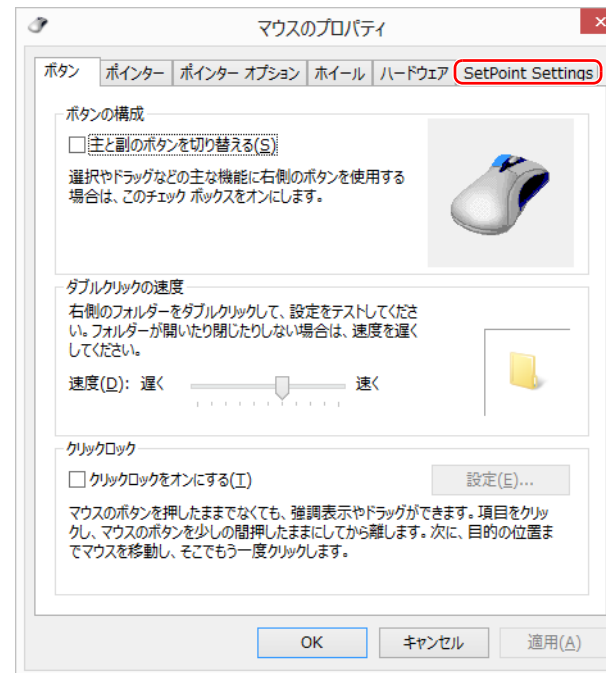 マウスのプロパティ
ボタン ポインター ポインター オプション ホイール ハードウェア SetPoint Settings
ボタンの構成
主と副のボタンを切り替える(S)
選択やドラッグなどの主な機能に右側のボタンを使用する
場合は、このチェック ボックスをオンにします。
ダブルクリックの速度
右側のフォルダーをダブルクリックして、設定をテストしてくださ
い。フォルダーが開いたり閉じたりしない場合は、速度を遅く
してください。
速度(D): 遅く 速く
クリックロック
クリックロックをオンにする(T) 設定(E)...
マウスのボタンを押したままでなくても、強調表示やドラッグができます。項目をクリッ
クし、マウスのボタンを少しの間押したままにしてから離します。次に、目的の位置ま
でマウスを移動し、そこでもう一度クリックします。
OK キャンセル 適用(A)